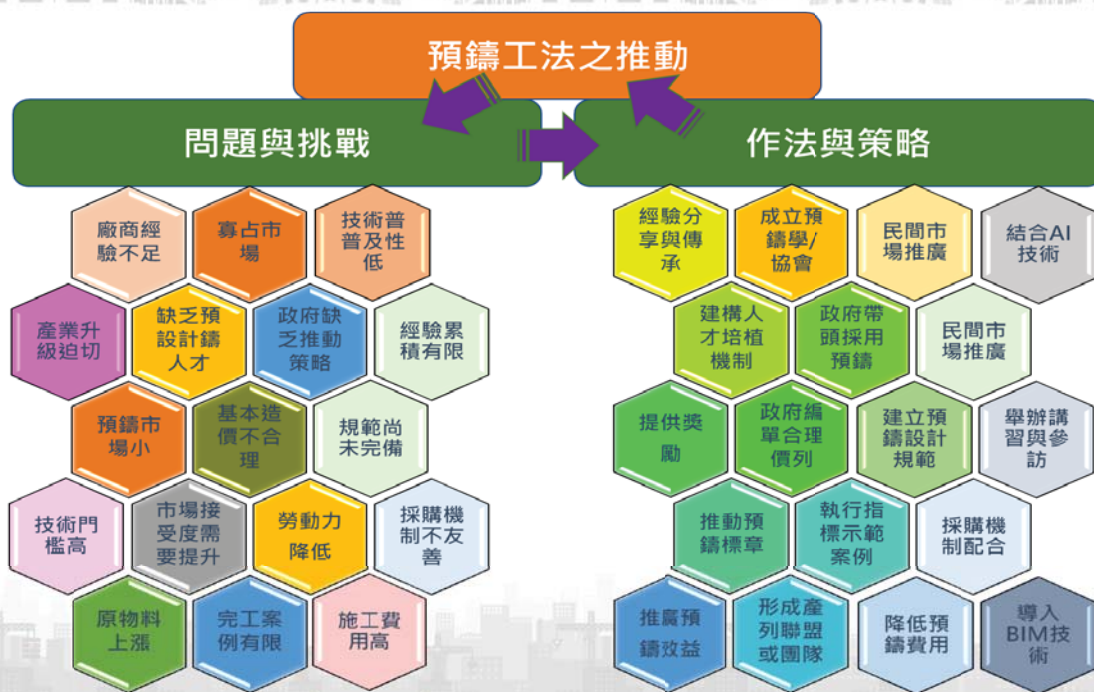 預鑄工法之推動
問題與挑戰
廠商經
驗不足
寡占市
場
技術普
普及性
低
產業升
級迫切
缺乏預
設計鑄
人才
政府缺
乏推動
策略
經驗累
積有限
預鑄市
場小
基本造
價不合
理
規範尚
未完備
技術門
檻高
市場接
受度需
要提升
勞動力
降低
採購機
制不友
善
原物料
上漲
完工案
例有限
施工費
用高
作法與策略
經驗分
享與傳
承
成立預
鑄學/
協會
民間市
場推廣
結合AI
技術
建構人
才培植
機制
政府帶
頭採用
預鑄
民間市
場推廣
提供獎
勵
政府編
單合理
價列
建立預
鑄設計
規範
舉辦講
習與參
訪
推動預
鑄標章
執行指
標示範
案例
採購機
制配合
推廣預
鑄效益
形成產
列聯盟
或團隊
降低預
鑄費用
導入
BIM技
術